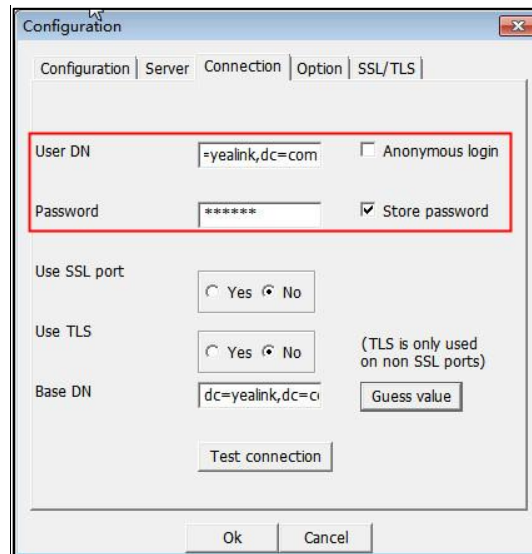 Configuration
Configuration Server Connection Option SSL/TLS
User DN =yealink,dc=com Anonymous login
Password ****** Store password
Use SSL port
Yes No
Use TLS
Yes No (TLS is only used
on non SSL ports)
Base DN dc=yealink,dc=c Guess value
Test connection
Ok Cancel